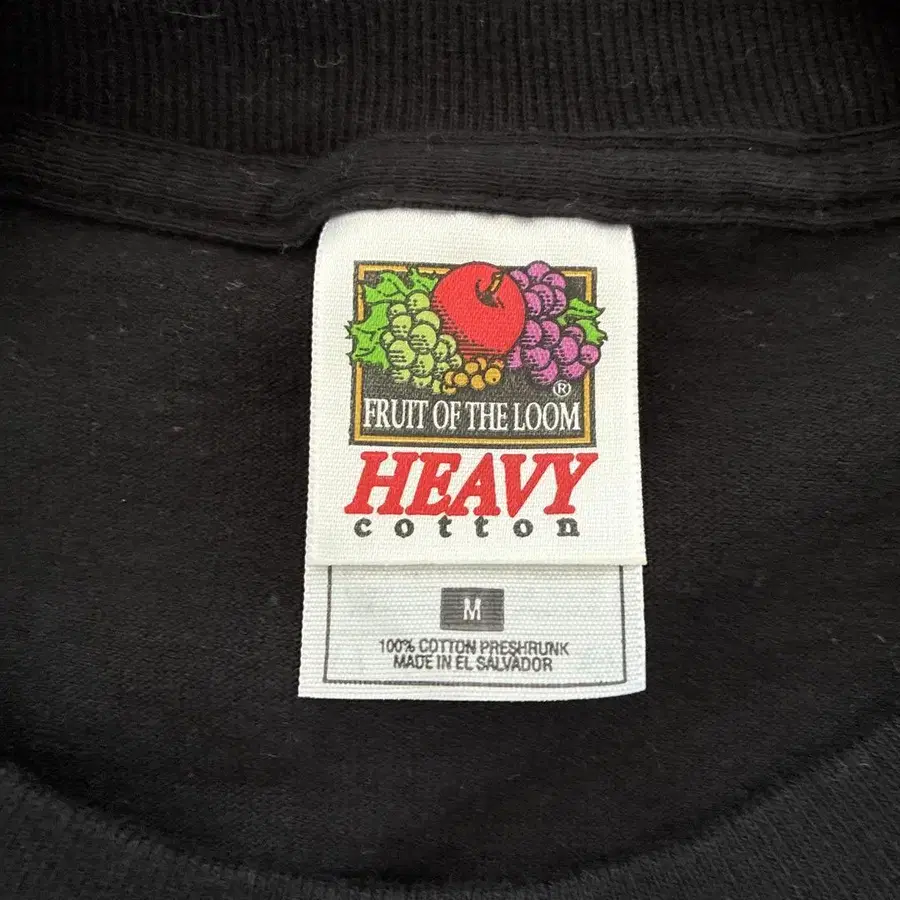 ®
FRUIT OF THE LOOM
HEAVY
cotton
M
100% COTTON PRESHRUNK
MADE IN EL SALVADOR